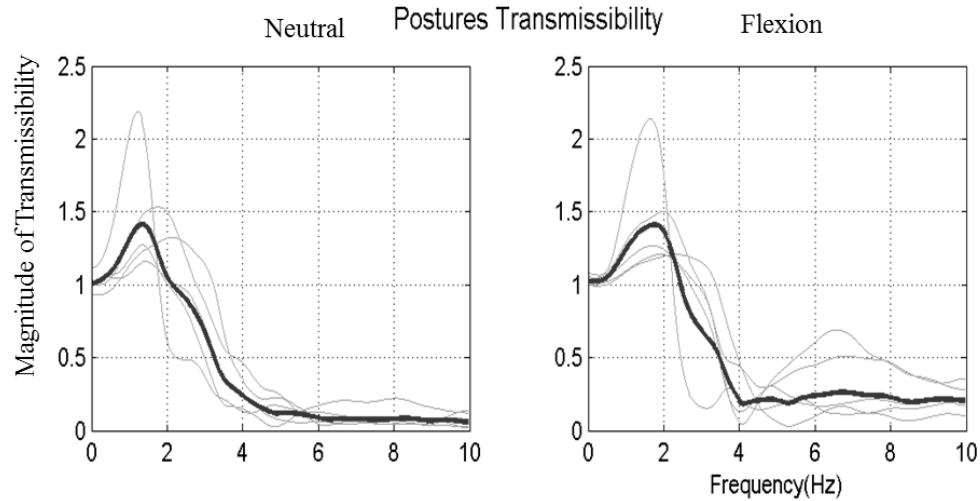 Neutral Postures Transmissibility Flexion
Magnitude of Transmissibility
2.5
2
1.5
1
0.5
0
0 2 4 6 8 10
2.5
2
1.5
1
0.5
0
0 2 4 6 8 10
Frequency(Hz)